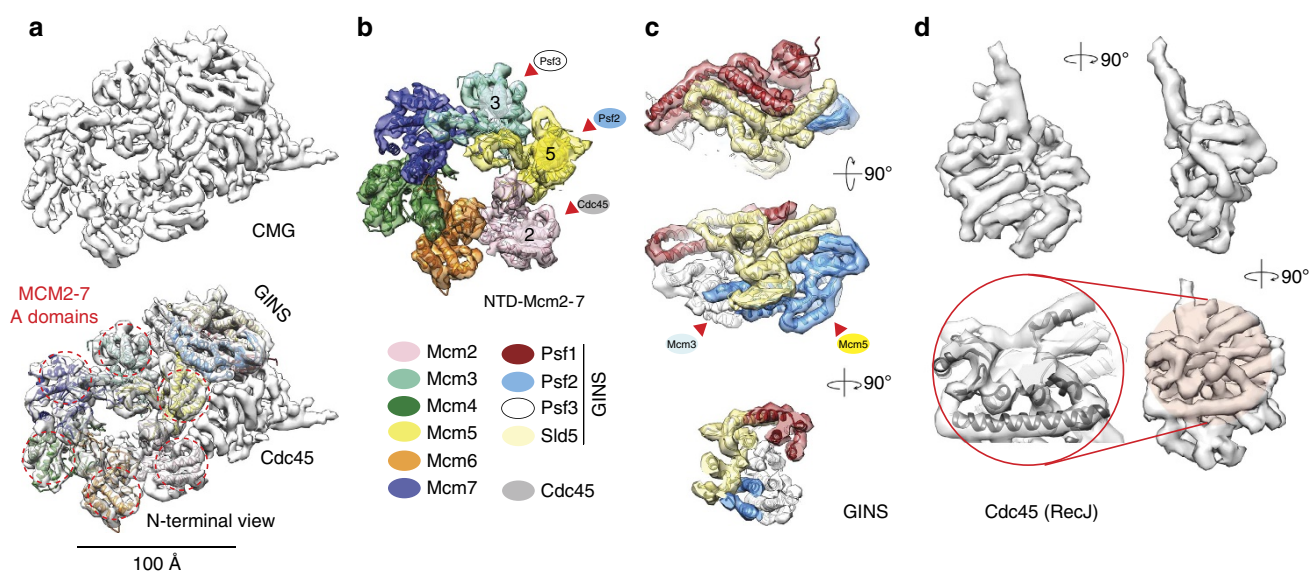 a
CMG
MCM2-7
A domains
GINS
Cdc45
N-terminal view
100 Å
b
Psf3
3
Psf2
5
Cdc45
2
NTD-Mcm2-7
Mcm2
Mcm3
Mcm4
Mcm5
Mcm6
Mcm7
Psf1
Psf2
Psf3
Sld5
GINS
Cdc45
c
90°
Mcm3
Mcm5
90°
GINS
d
90°
90°
Cdc45 (RecJ)